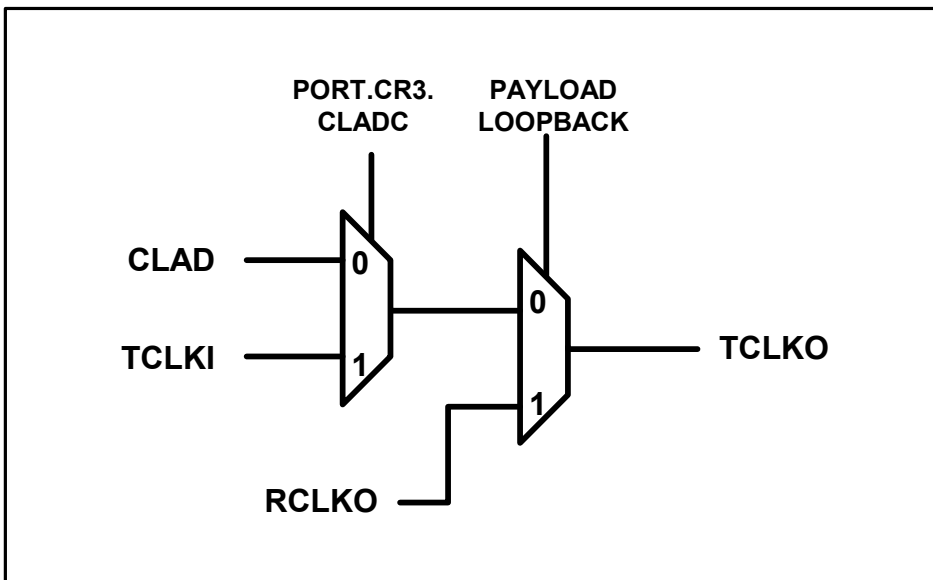 PORT.CR3.
CLADC
PAYLOAD
LOOPBACK
CLAD
0
TCLKI
1
0
1
TCLKO
RCLKO